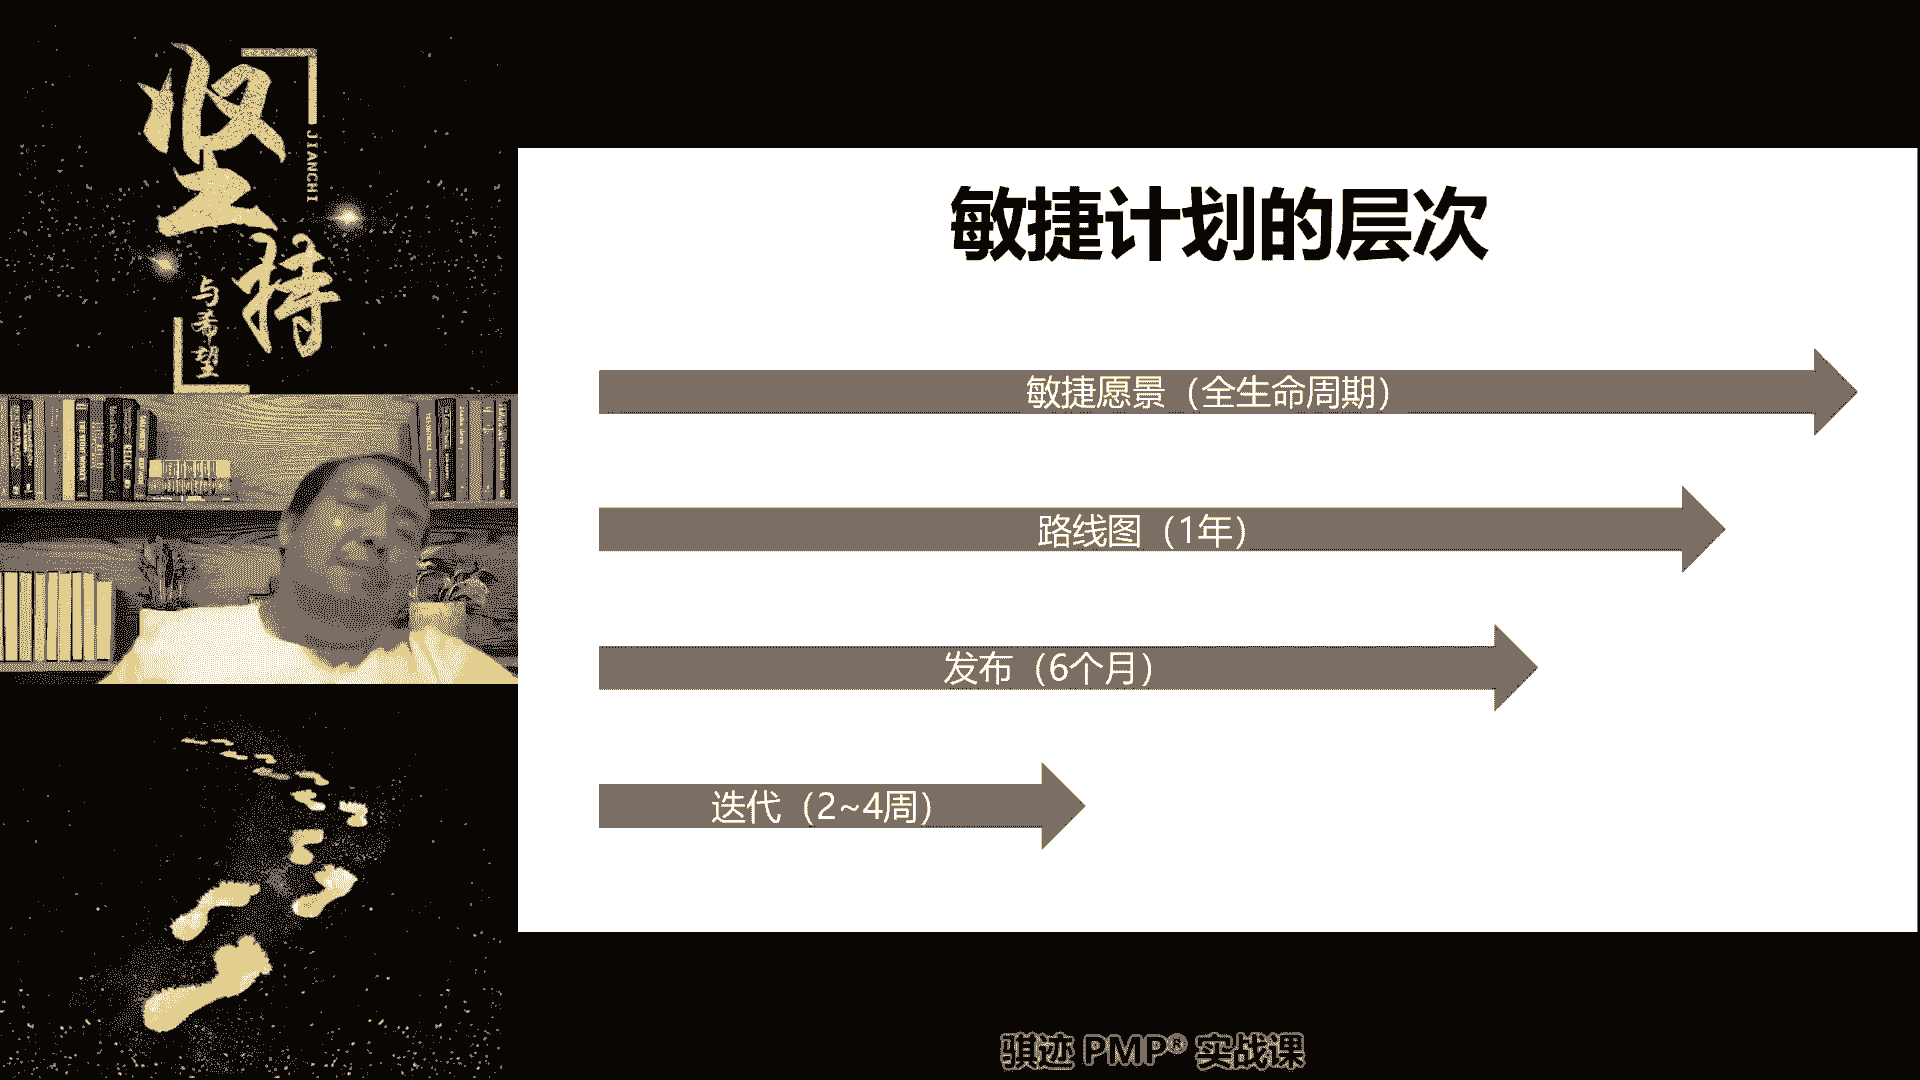 坚持
JIANCHI
与希望
敏捷计划的层次
敏捷愿景（全生命周期）
路线图（1年）
发布（6个月）
迭代（2~4周）
骐迹 PMP® 实战课